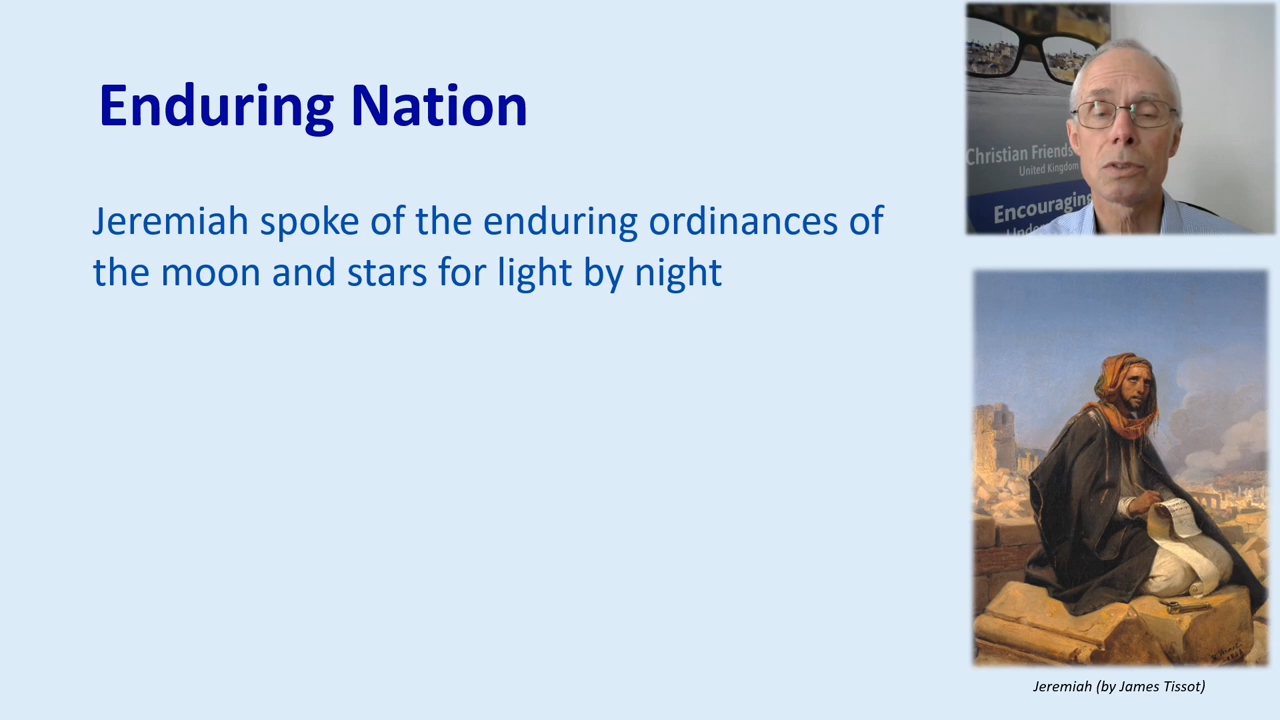 Enduring Nation
Jeremiah spoke of the enduring ordinances of
the moon and stars for light by night
Christian Friends
United Kingdom
Encouraging
Jeremiah (by James Tissot)